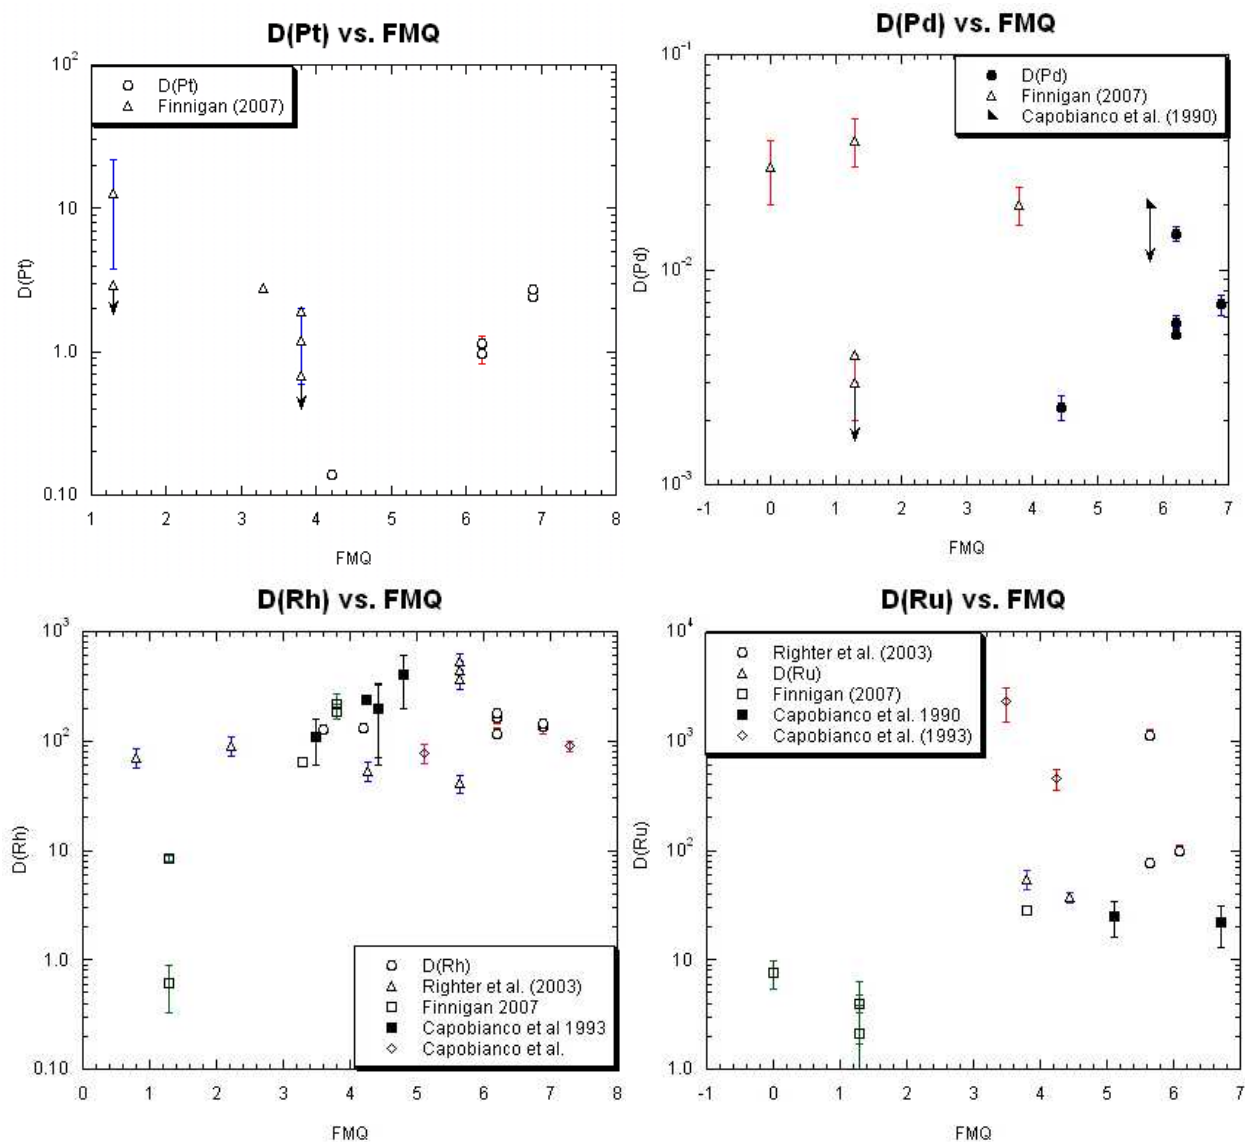 D(Pt) vs. FMQ
10²
10
1.0
0.10
D(Pt)
D(Pt)
Finnigan (2007)
1 2 3 4 5 6 7 8
FMQ
D(Pd) vs. FMQ
10⁻¹
10⁻²
10⁻³
D(Pd)
D(Pd)
Finnigan (2007)
Capobianco et al. (1990)
-1 0 1 2 3 4 5 6 7
FMQ
D(Rh) vs. FMQ
10³
10²
10
1.0
0.10
D(Rh)
D(Rh)
Righter et al. (2003)
Finnigan 2007
Capobianco et al 1993
Capobianco et al.
0 1 2 3 4 5 6 7 8
FMQ
D(Ru) vs. FMQ
10⁴
10³
10²
10
1.0
D(Ru)
Righter et al. (2003)
D(Ru)
Finnigan (2007)
Capobianco et al. 1990
Capobianco et al. (1993)
-1 0 1 2 3 4 5 6 7
FMQ